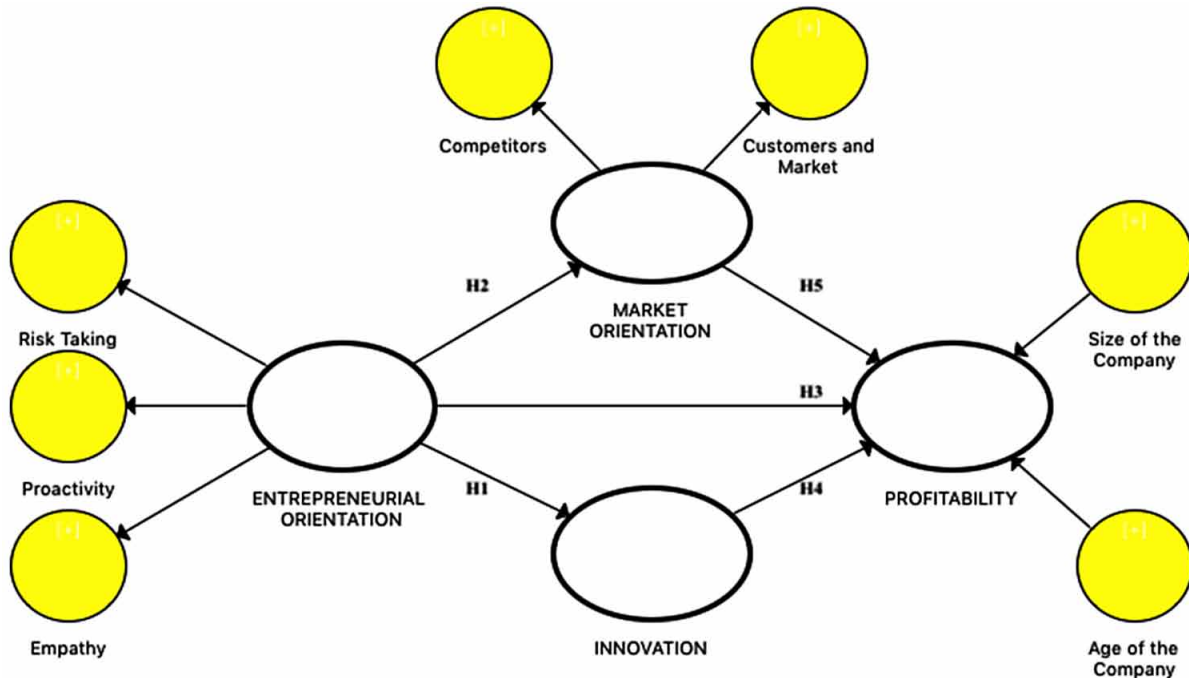 [+]
[+]
Competitors
Customers and
Market
[+]
[+]
H2
H5
Risk Taking
MARKET
ORIENTATION
Size of the
Company
[+]
H3
Proactivity
ENTREPRENEURIAL
ORIENTATION
H1
H4
PROFITABILITY
[+]
[+]
Empathy
INNOVATION
Age of the
Company